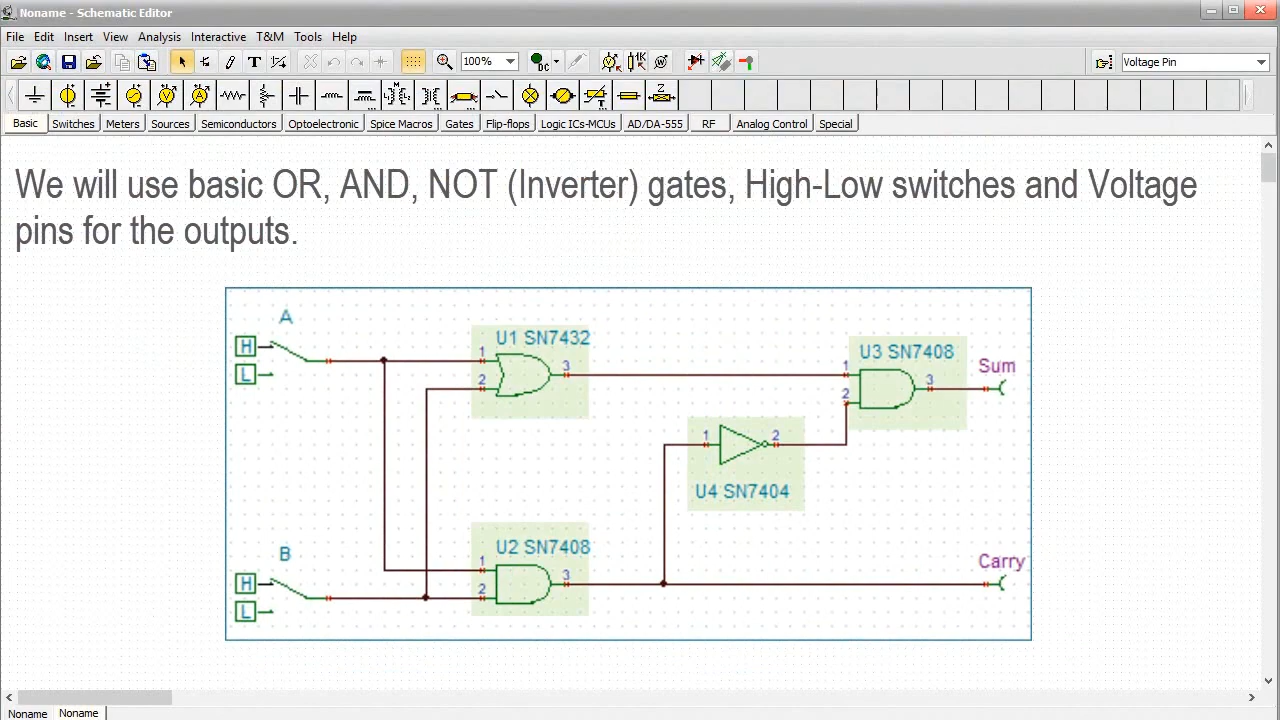 Noname - Schematic Editor
File Edit Insert View Analysis Interactive T&M Tools Help
100% DC 1K Voltage Pin
Z
Basic Switches Meters Sources Semiconductors Optoelectronic Spice Macros Gates Flip-flops Logic ICs-MCUs AD/DA-555 RF Analog Control Special
We will use basic OR, AND, NOT (Inverter) gates, High-Low switches and Voltage
pins for the outputs.
A
H
L
U1 SN7432
1
2
3
U3 SN7408
1
2
3
Sum
1
2
U4 SN7404
B
H
L
U2 SN7408
1
2
3
Carry
Noname Noname